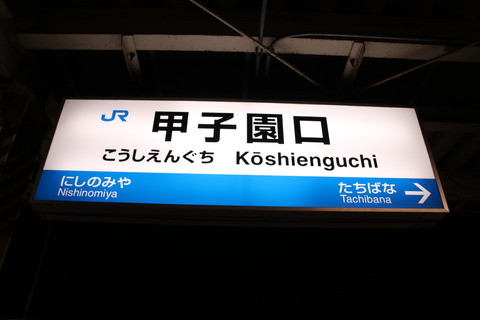 JR 甲子園口
こうしえんぐち Kōshienguchi
にしのみや たちばな →
Nishinomiya Tachibana